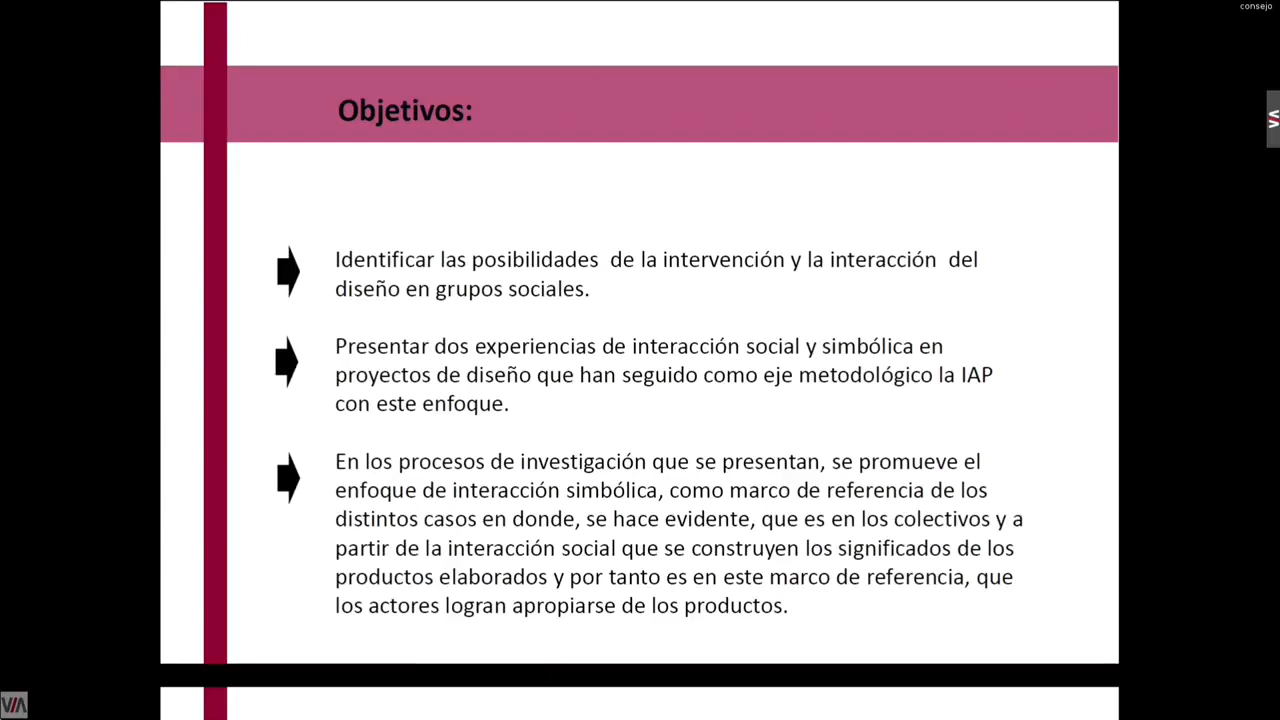 consejo
Objetivos:
Identificar las posibilidades de la intervención y la interacción del
diseño en grupos sociales.
Presentar dos experiencias de interacción social y simbólica en
proyectos de diseño que han seguido como eje metodológico la IAP
con este enfoque.
En los procesos de investigación que se presentan, se promueve el
enfoque de interacción simbólica, como marco de referencia de los
distintos casos en donde, se hace evidente, que es en los colectivos y a
partir de la interacción social que se construyen los significados de los
productos elaborados y por tanto es en este marco de referencia, que
los actores logran apropiarse de los productos.
VIA